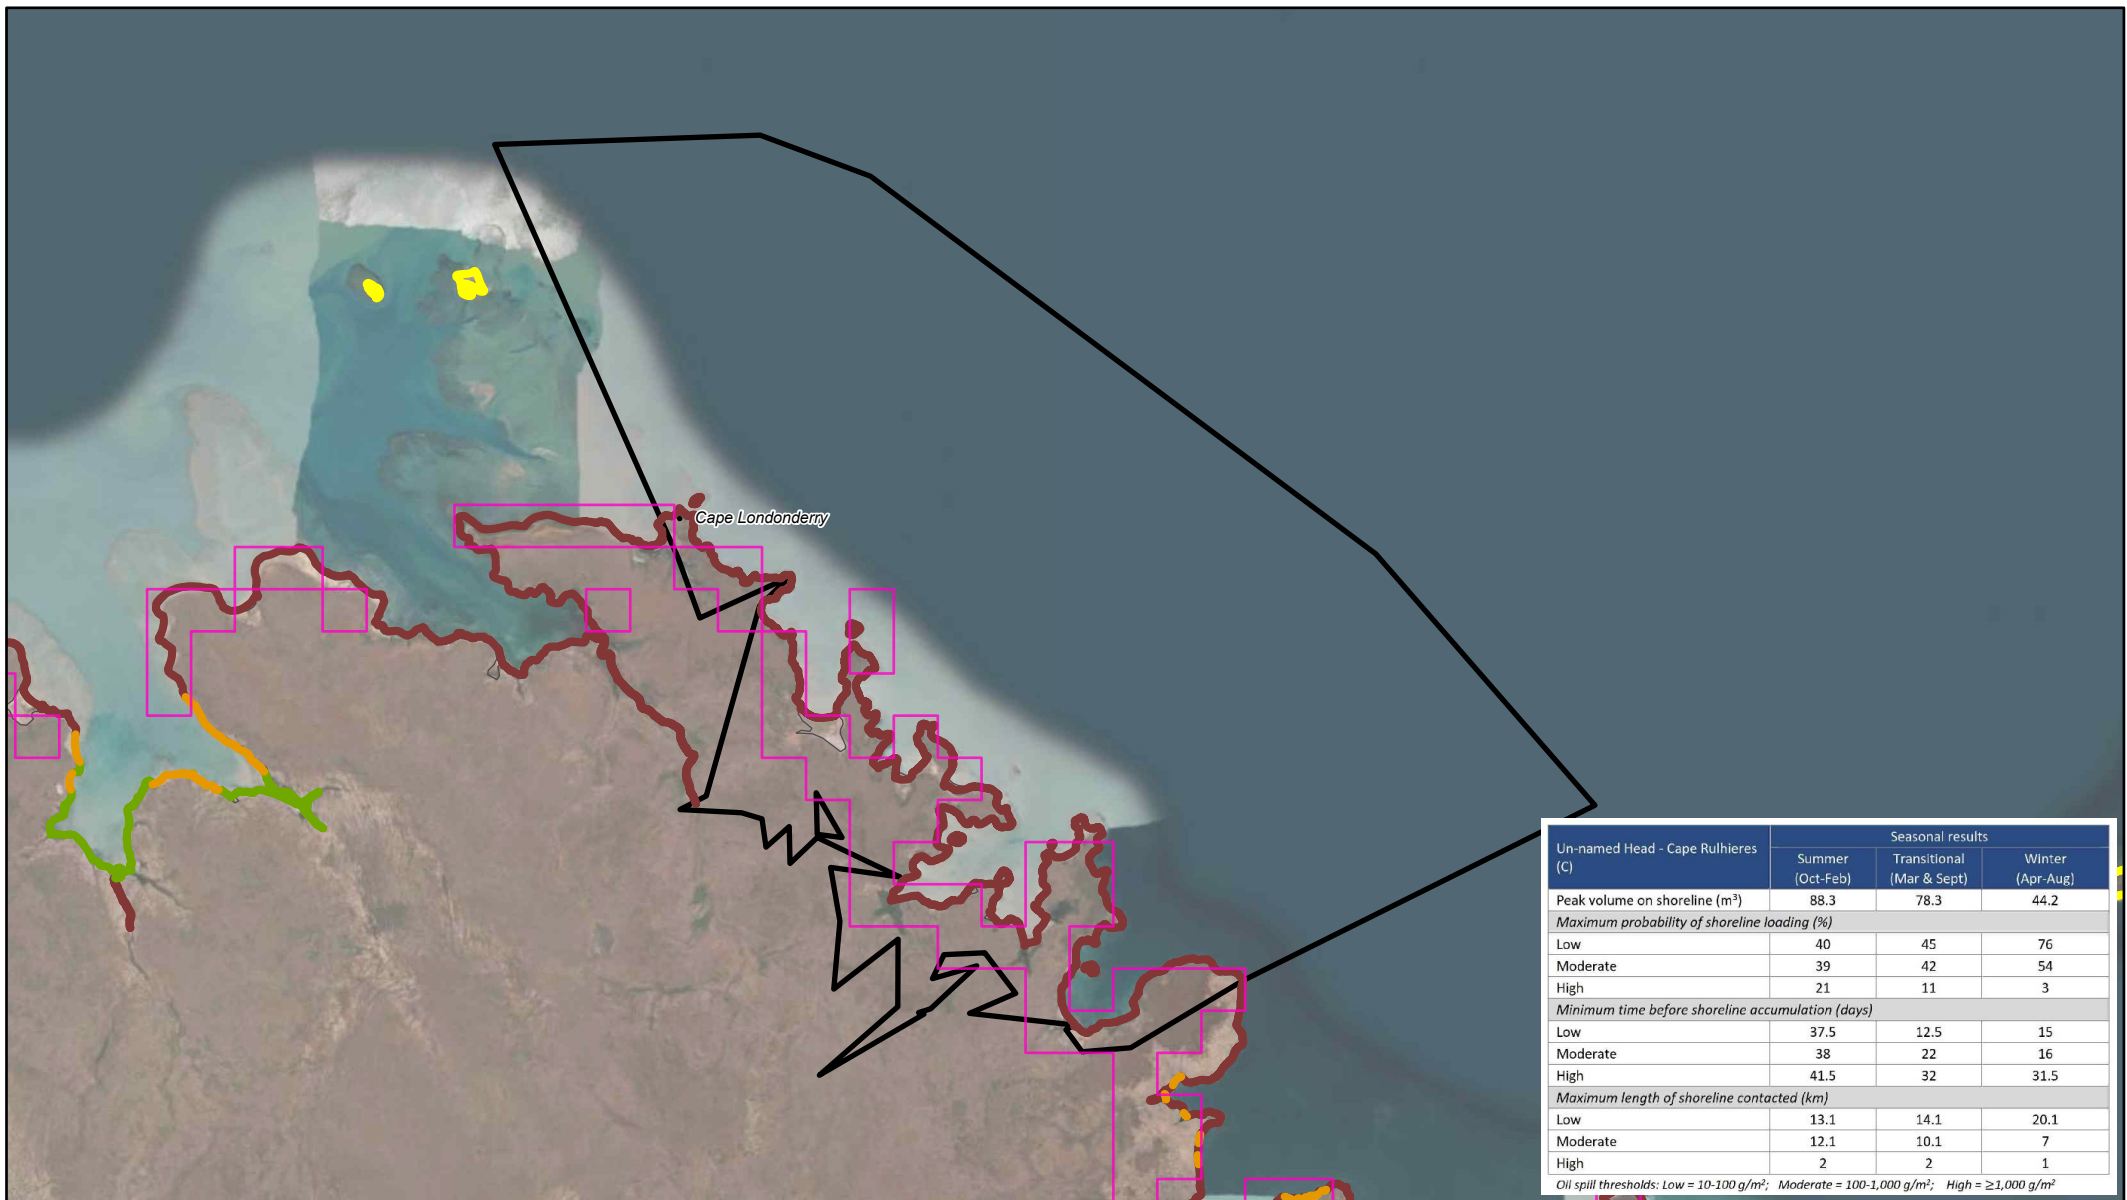 Cape Londonderry
Un-named Head - Cape Rulhieres
(C)
Seasonal results
Summer
(Oct-Feb)
Transitional
(Mar & Sept)
Winter
(Apr-Aug)
Peak volume on shoreline (m³) 88.3 78.3 44.2
Maximum probability of shoreline loading (%)
Low 40 45 76
Moderate 39 42 54
High 21 11 3
Minimum time before shoreline accumulation (days)
Low 37.5 12.5 15
Moderate 38 22 16
High 41.5 32 31.5
Maximum length of shoreline contacted (km)
Low 13.1 14.1 20.1
Moderate 12.1 10.1 7
High 2 2 1
Oil spill thresholds: Low = 10-100 g/m²; Moderate = 100-1,000 g/m²; High = ≥1,000 g/m²